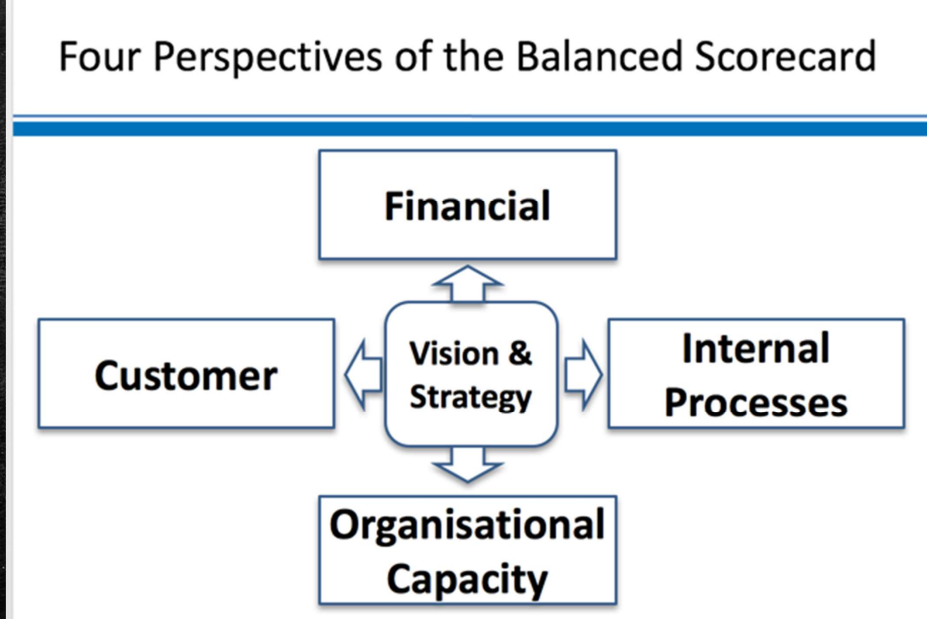 Four Perspectives of the Balanced Scorecard
Financial
Customer
Vision &
Strategy
Internal
Processes
Organisational
Capacity